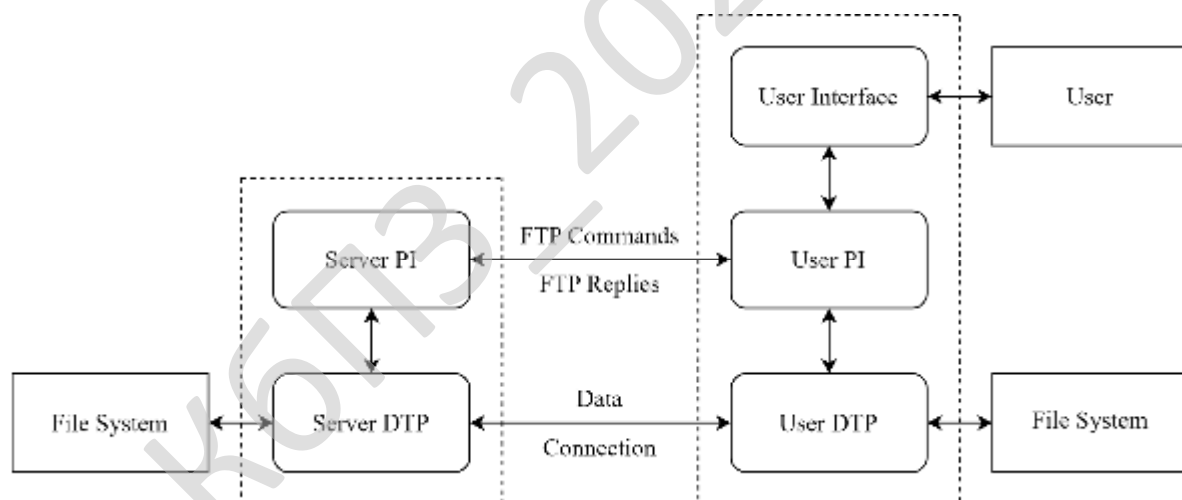 User Interface
User
FTP Commands
Server PI
User PI
FTP Replies
Data
File System
Server DTP
User DTP
File System
Connection
КбПЗ_202